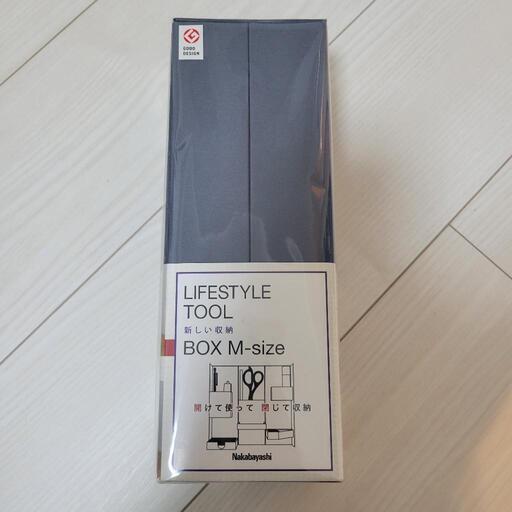 GOOD
DESIGN
LIFESTYLE
TOOL
新しい収納
BOX M-size
開けて使って 閉じて収納
Nakabayashi